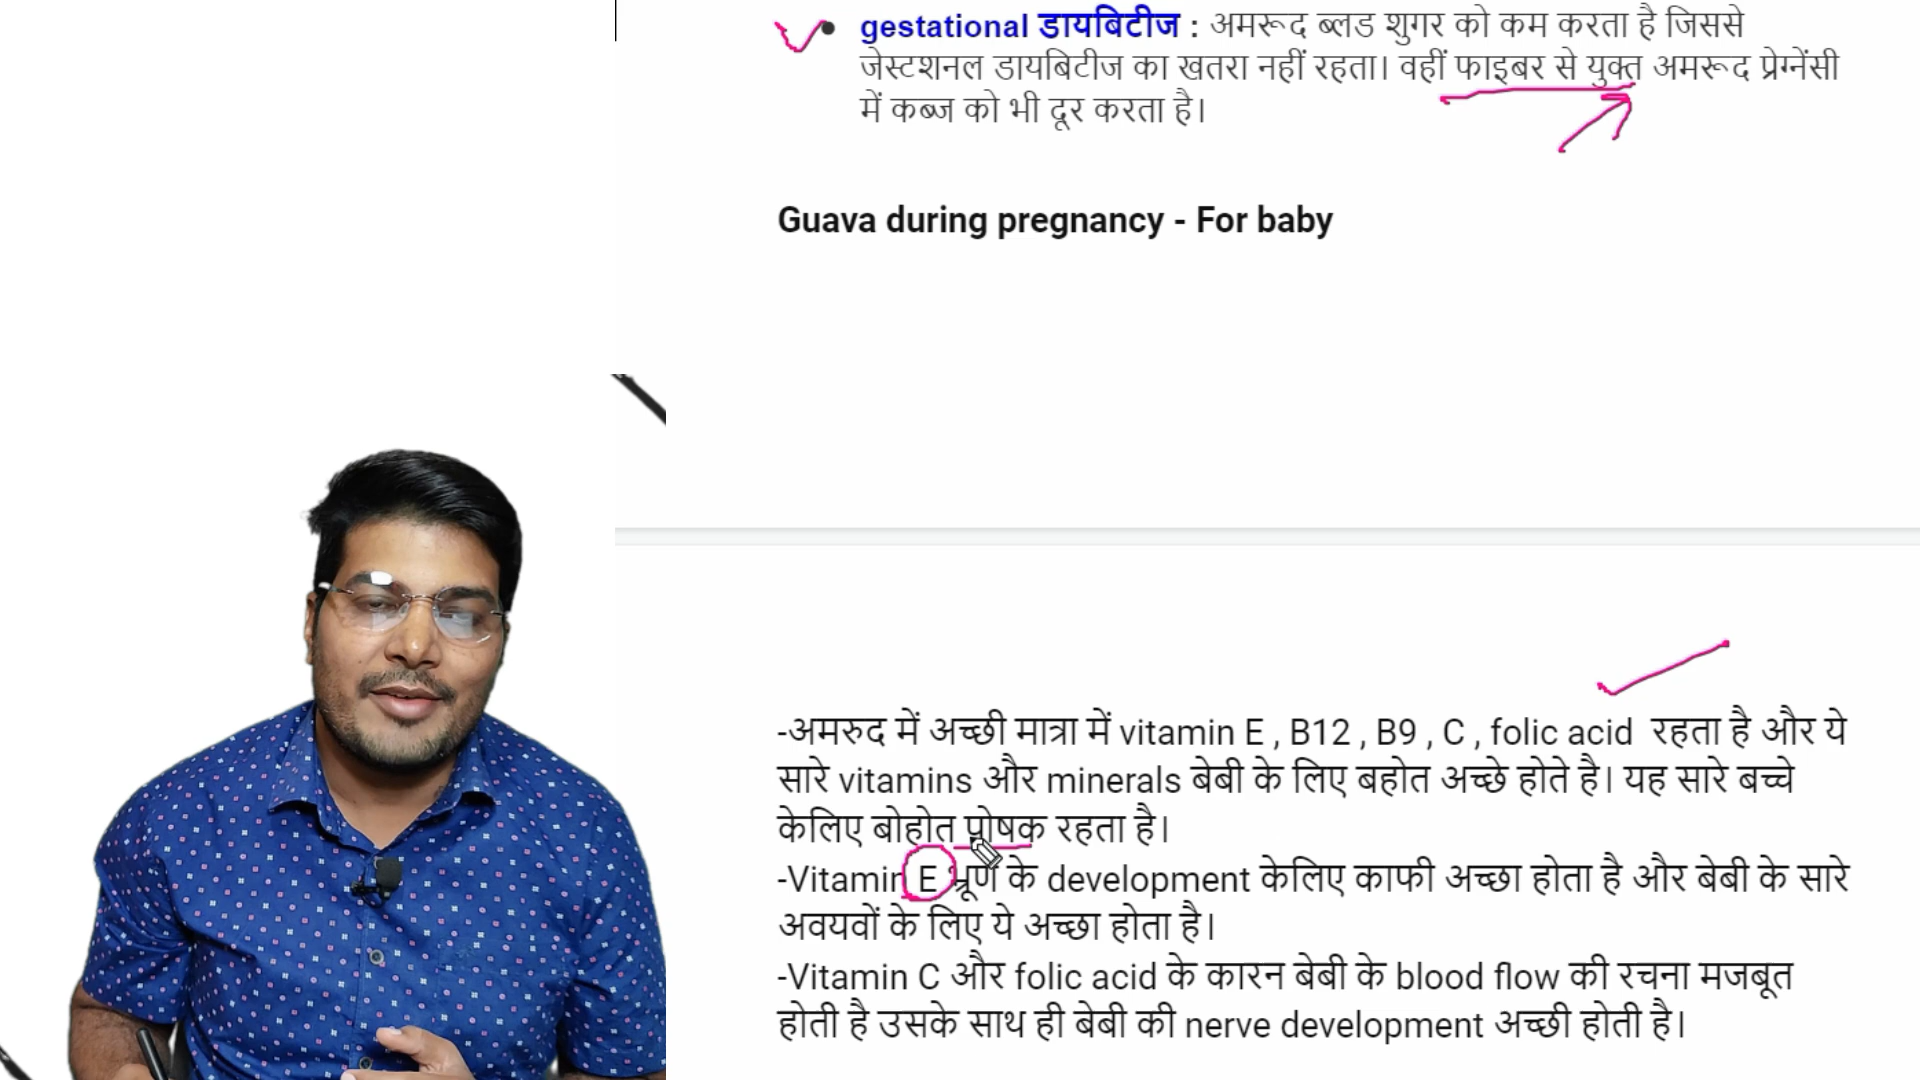 gestational डायबिटीज : अमरूद ब्लड शुगर को कम करता है जिससे
जेस्टेशनल डायबिटीज का खतरा नहीं रहता। वहीं फाइबर से युक्त अमरूद प्रेग्नेंसी
में कब्ज को भी दूर करता है।
Guava during pregnancy - For baby
-अमरुद में अच्छी मात्रा में vitamin E , B12 , B9 , C , folic acid रहता है और ये
सारे vitamins और minerals बेबी के लिए बहोत अच्छे होते है। यह सारे बच्चे
केलिए बोहोत पोषक रहता है।
-Vitamin E भ्रूण के development केलिए काफी अच्छा होता है और बेबी के सारे
अवयवों के लिए ये अच्छा होता है।
-Vitamin C और folic acid के कारन बेबी के blood flow की रचना मजबूत
होती है उसके साथ ही बेबी की nerve development अच्छी होती है।